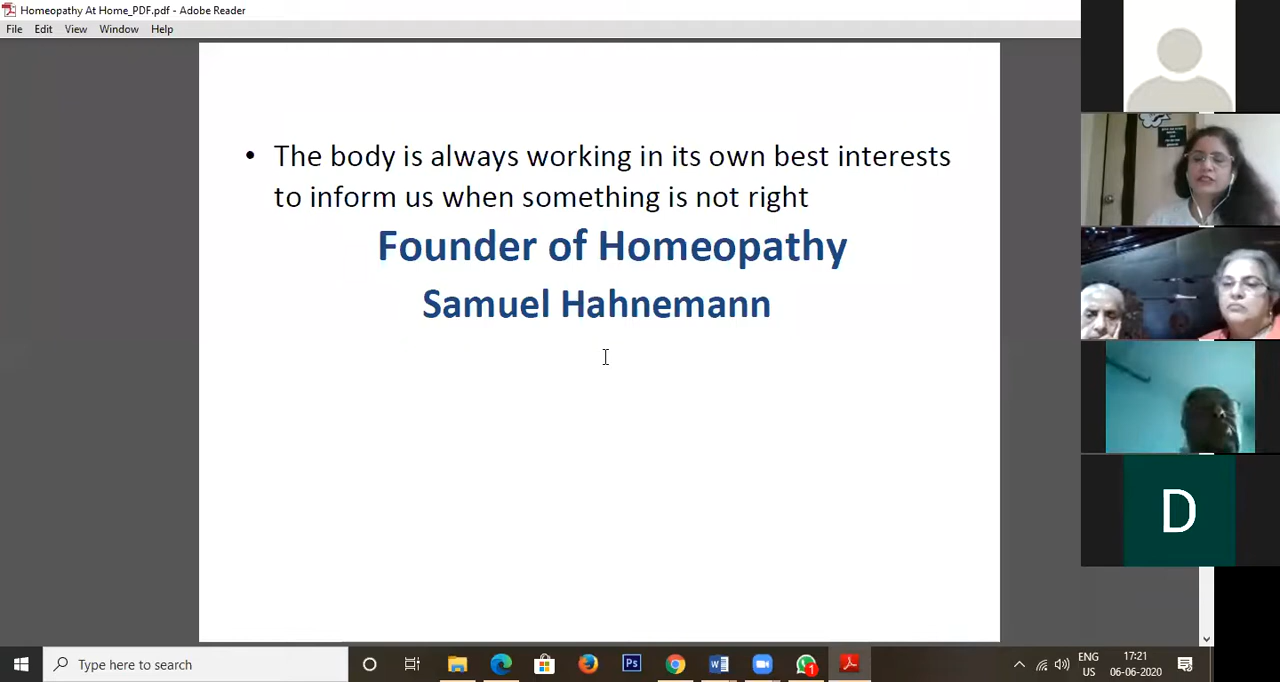 Homeopathy At Home_PDF.pdf - Adobe Reader
File Edit View Window Help
• The body is always working in its own best interests
to inform us when something is not right
Founder of Homeopathy
Samuel Hahnemann
D
Type here to search
Ps
W
1
ENG
US
17:21
06-06-2020